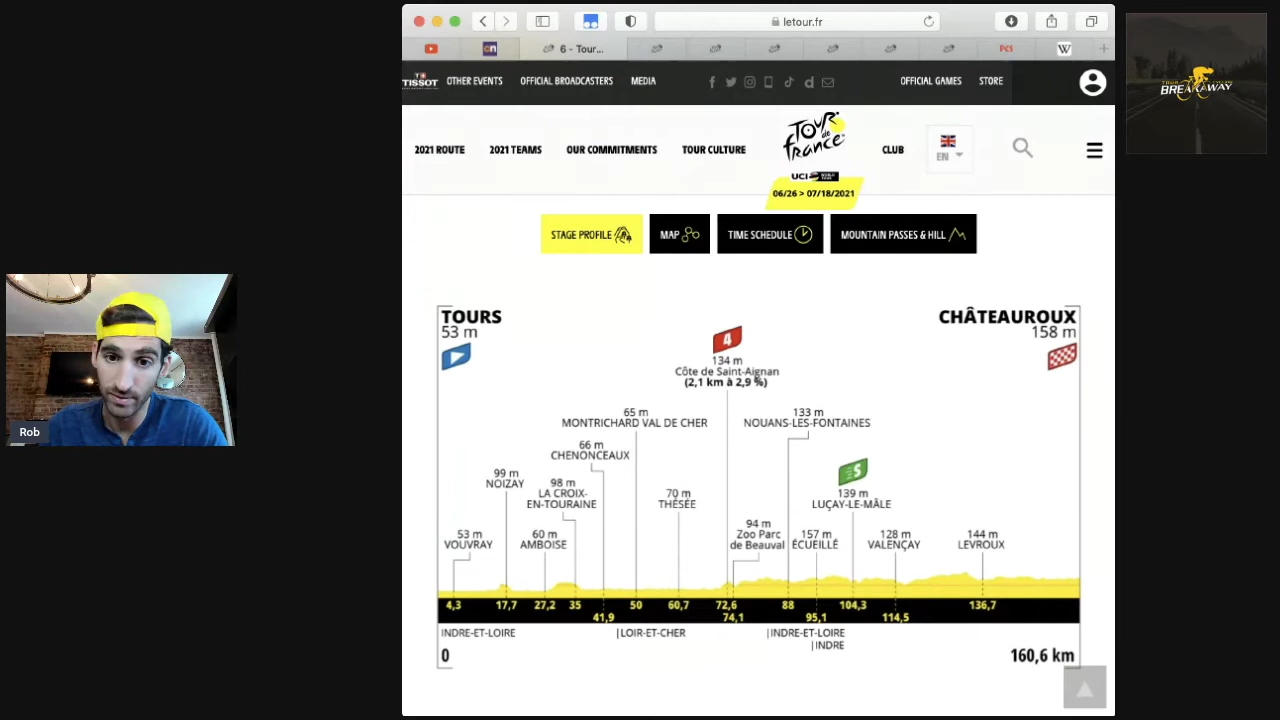 letour.fr
cn
6 - Tour...
PCS
W
TISSOT
OTHER EVENTS
OFFICIAL BROADCASTERS
MEDIA
OFFICIAL GAMES
STORE
2021 ROUTE
2021 TEAMS
OUR COMMITMENTS
TOUR CULTURE
TOUR de france
UCI WORLD TOUR
06/26 > 07/18/2021
CLUB
EN
STAGE PROFILE
MAP
TIME SCHEDULE
MOUNTAIN PASSES & HILL
TOURS
53 m
CHÂTEAUROUX
158 m
4
134 m
Côte de Saint-Aignan
(2,1 km à 2,9 %)
65 m
MONTRICHARD VAL DE CHER
133 m
NOUANS-LES-FONTAINES
66 m
CHENONCEAUX
99 m
NOIZAY
98 m
LA CROIX-
EN-TOURAINE
70 m
THÉSÉE
S
139 m
LUÇAY-LE-MÂLE
53 m
VOUVRAY
60 m
AMBOISE
94 m
Zoo Parc
de Beauval
157 m
ÉCUEILLÉ
128 m
VALENÇAY
144 m
LEVROUX
4,3
17,7
27,2
35
41,9
50
60,7
72,6
74,1
88
95,1
104,3
114,5
136,7
INDRE-ET-LOIRE
|LOIR-ET-CHER
|INDRE-ET-LOIRE
|INDRE
0
160,6 km
Rob
TOUR CYCLING
BREAKAWAY